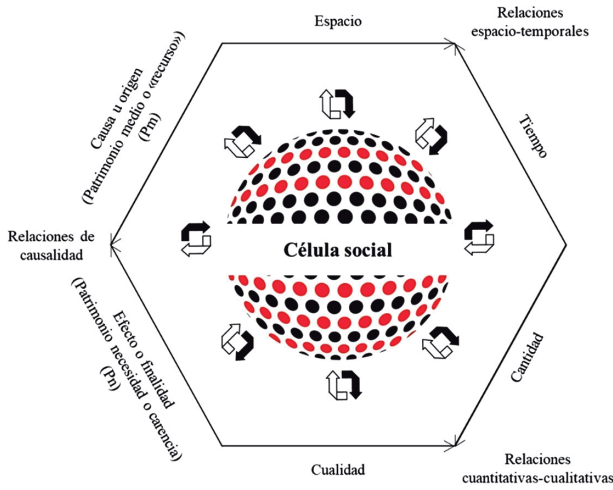 Espacio
Relaciones
espacio-temporales
Causa u origen
(Patrimonio medio o «recurso»)
(Pm)
Tiempo
Relaciones de
causalidad
Célula social
Efecto o finalidad
(Patrimonio necesidad o carencia)
(Pn)
Cantidad
Cualidad
Relaciones
cuantitativas-cualitativas